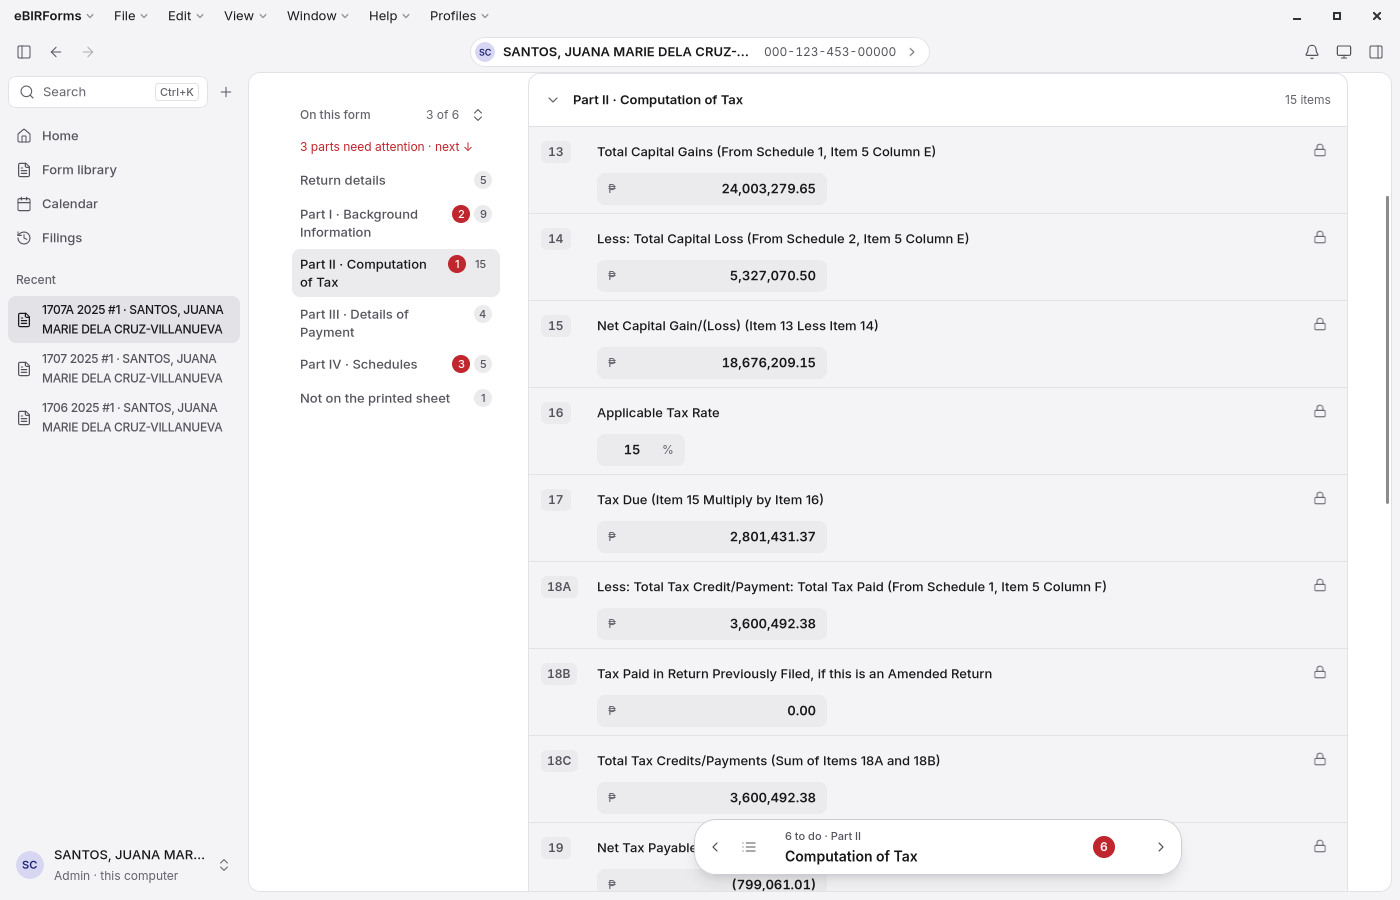 eBIRForms File Edit View Window Help Profiles
SC SANTOS, JUANA MARIE DELA CRUZ-... 000-123-453-00000
Search Ctrl+K
Home
Form library
Calendar
Filings
Recent
1707A 2025 #1 · SANTOS, JUANA
MARIE DELA CRUZ-VILLANUEVA
1707 2025 #1 · SANTOS, JUANA
MARIE DELA CRUZ-VILLANUEVA
1706 2025 #1 · SANTOS, JUANA
MARIE DELA CRUZ-VILLANUEVA
SC SANTOS, JUANA MAR...
Admin · this computer
On this form 3 of 6
3 parts need attention · next ↓
Return details 5
Part I · Background 2 9
Information
Part II · Computation 1 15
of Tax
Part III · Details of 4
Payment
Part IV · Schedules 3 5
Not on the printed sheet 1
Part II · Computation of Tax 15 items
13 Total Capital Gains (From Schedule 1, Item 5 Column E)
₱ 24,003,279.65
14 Less: Total Capital Loss (From Schedule 2, Item 5 Column E)
₱ 5,327,070.50
15 Net Capital Gain/(Loss) (Item 13 Less Item 14)
₱ 18,676,209.15
16 Applicable Tax Rate
15 %
17 Tax Due (Item 15 Multiply by Item 16)
₱ 2,801,431.37
18A Less: Total Tax Credit/Payment: Total Tax Paid (From Schedule 1, Item 5 Column F)
₱ 3,600,492.38
18B Tax Paid in Return Previously Filed, if this is an Amended Return
₱ 0.00
18C Total Tax Credits/Payments (Sum of Items 18A and 18B)
₱ 3,600,492.38
19 Net Tax Payable
₱ (799,061.01)
6 to do · Part II
Computation of Tax 6